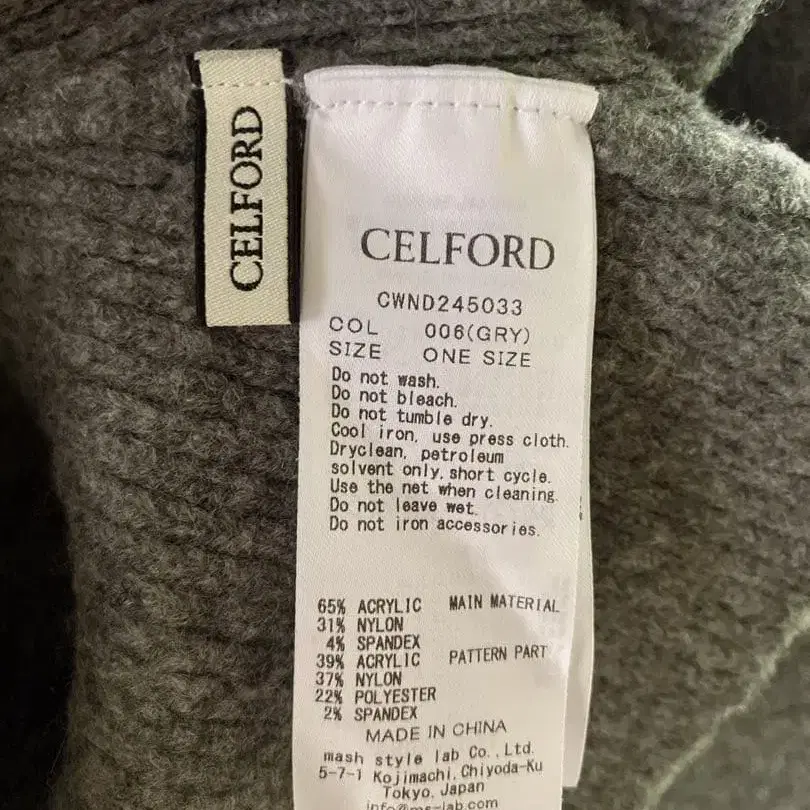 CELFORD
CELFORD
CWND245033
COL 006(GRY)
SIZE ONE SIZE
Do not wash.
Do not bleach.
Do not tumble dry.
Cool iron, use press cloth.
Dryclean, petroleum
solvent only, short cycle.
Use the net when cleaning.
Do not leave wet.
Do not iron accessories.
65% ACRYLIC MAIN MATERIAL
31% NYLON
4% SPANDEX
39% ACRYLIC PATTERN PART
37% NYLON
22% POLYESTER
2% SPANDEX
MADE IN CHINA
mash style lab Co., Ltd.
5-7-1 Kojimachi, Chiyoda-Ku
Tokyo, Japan
info@ms-lab.com